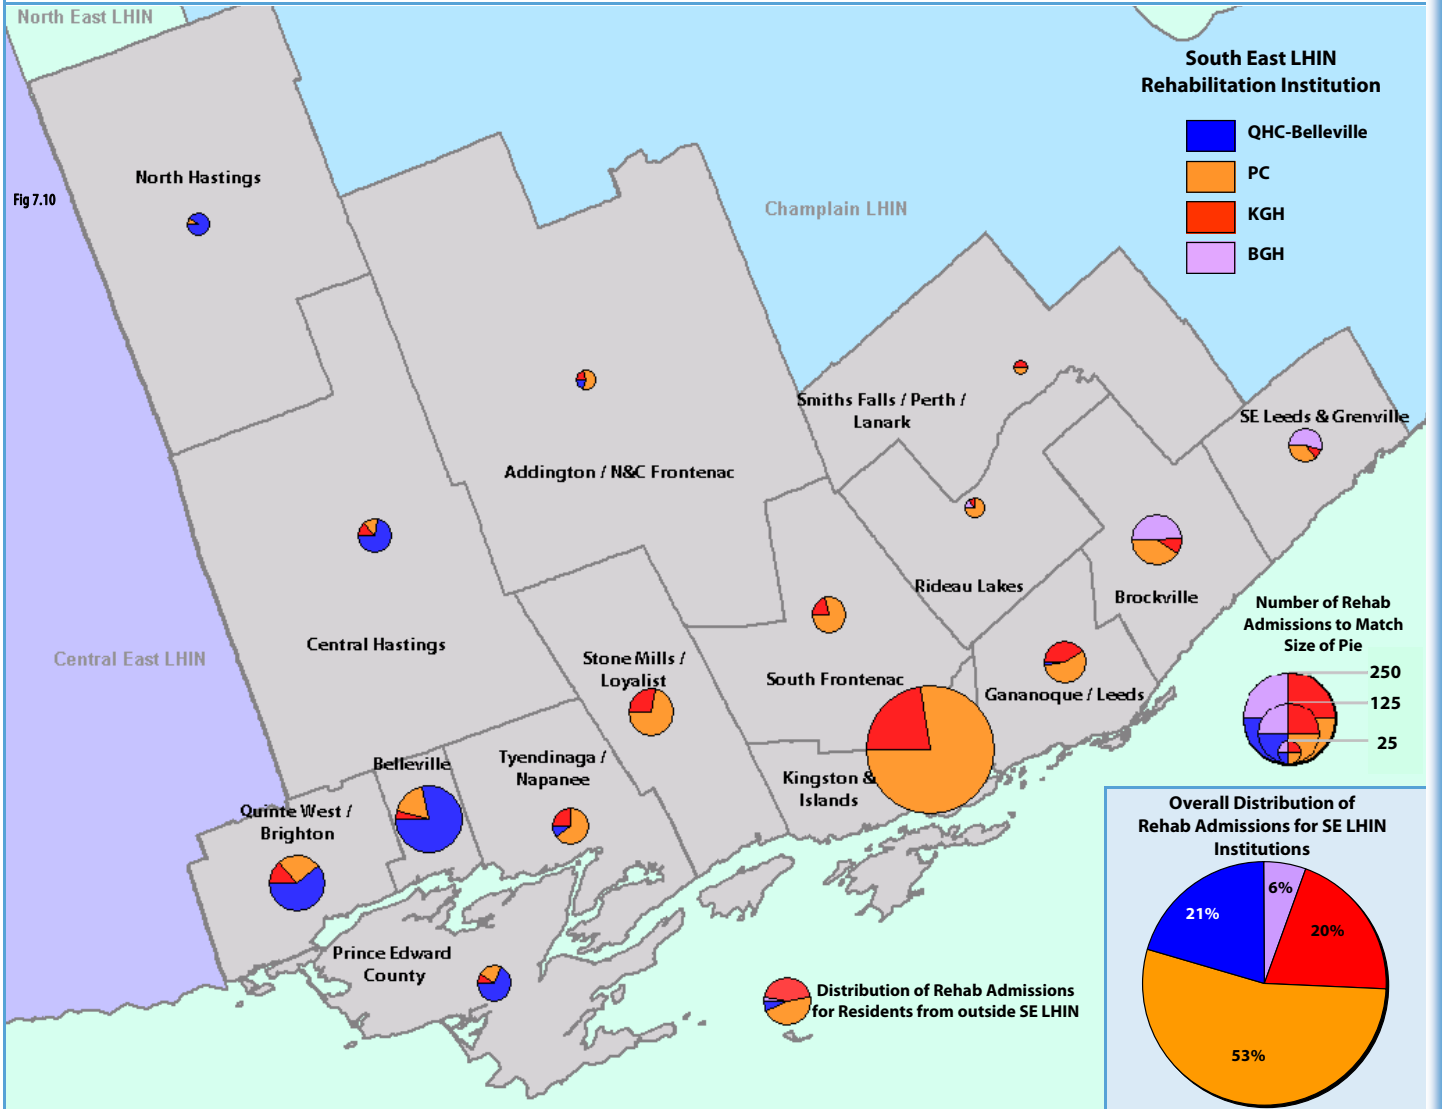 North East LHIN
South East LHIN
Rehabilitation Institution
QHC-Belleville
PC
KGH
BGH
North Hastings
Fig 7.10
Champlain LHIN
Smiths Falls / Perth /
Lanark
SE Leeds & Grenville
Addington / N&C Frontenac
Rideau Lakes
Brockville
Number of Rehab
Admissions to Match
Size of Pie
250
125
25
Central East LHIN
Central Hastings
Stone Mills /
Loyalist
South Frontenac
Gananoque / Leeds
Belleville
Tyendinaga /
Napanee
Kingston &
Islands
Quinte West /
Brighton
Prince Edward
County
Distribution of Rehab Admissions
for Residents from outside SE LHIN
Overall Distribution of
Rehab Admissions for SE LHIN
Institutions
6%
21%
20%
53%